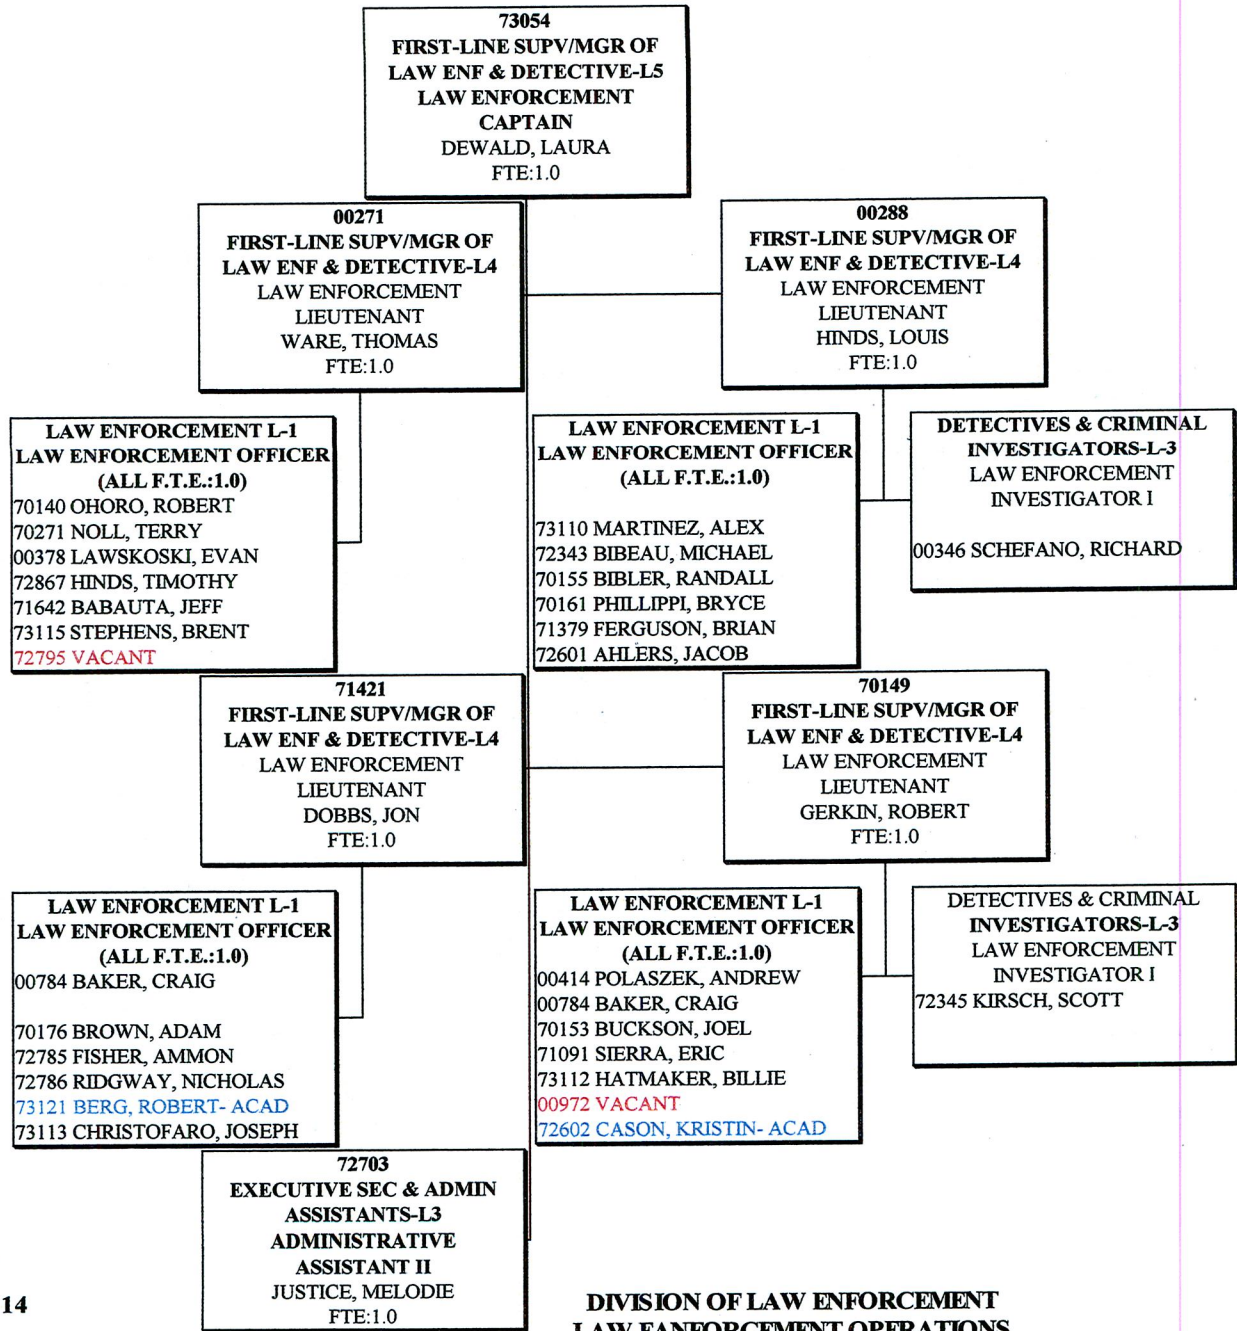 73054
FIRST-LINE SUPV/MGR OF
LAW ENF & DETECTIVE-L5
LAW ENFORCEMENT
CAPTAIN
DEWALD, LAURA
FTE:1.0
00271
FIRST-LINE SUPV/MGR OF
LAW ENF & DETECTIVE-L4
LAW ENFORCEMENT
LIEUTENANT
WARE, THOMAS
FTE:1.0
00288
FIRST-LINE SUPV/MGR OF
LAW ENF & DETECTIVE-L4
LAW ENFORCEMENT
LIEUTENANT
HINDS, LOUIS
FTE:1.0
LAW ENFORCEMENT L-1
LAW ENFORCEMENT OFFICER
(ALL F.T.E.:1.0)
70140 OHORO, ROBERT
70271 NOLL, TERRY
00378 LAWSKOSKI, EVAN
72867 HINDS, TIMOTHY
71642 BABAUTA, JEFF
73115 STEPHENS, BRENT
72795 VACANT
LAW ENFORCEMENT L-1
LAW ENFORCEMENT OFFICER
(ALL F.T.E.:1.0)
73110 MARTINEZ, ALEX
72343 BIBEAU, MICHAEL
70155 BIBLER, RANDALL
70161 PHILLIPPI, BRYCE
71379 FERGUSON, BRIAN
72601 AHLERS, JACOB
DETECTIVES & CRIMINAL
INVESTIGATORS-L-3
LAW ENFORCEMENT
INVESTIGATOR I
00346 SCHEFANO, RICHARD
71421
FIRST-LINE SUPV/MGR OF
LAW ENF & DETECTIVE-L4
LAW ENFORCEMENT
LIEUTENANT
DOBBS, JON
FTE:1.0
70149
FIRST-LINE SUPV/MGR OF
LAW ENF & DETECTIVE-L4
LAW ENFORCEMENT
LIEUTENANT
GERKIN, ROBERT
FTE:1.0
LAW ENFORCEMENT L-1
LAW ENFORCEMENT OFFICER
(ALL F.T.E.:1.0)
00784 BAKER, CRAIG
70176 BROWN, ADAM
72785 FISHER, AMMON
72786 RIDGWAY, NICHOLAS
73121 BERG, ROBERT- ACAD
73113 CHRISTOFARO, JOSEPH
LAW ENFORCEMENT L-1
LAW ENFORCEMENT OFFICER
(ALL F.T.E.:1.0)
00414 POLASZEK, ANDREW
00784 BAKER, CRAIG
70153 BUCKSON, JOEL
71091 SIERRA, ERIC
73112 HATMAKER, BILLIE
00972 VACANT
72602 CASON, KRISTIN- ACAD
DETECTIVES & CRIMINAL
INVESTIGATORS-L-3
LAW ENFORCEMENT
INVESTIGATOR I
72345 KIRSCH, SCOTT
72703
EXECUTIVE SEC & ADMIN
ASSISTANTS-L3
ADMINISTRATIVE
ASSISTANT II
JUSTICE, MELODIE
FTE:1.0
14
DIVISION OF LAW ENFORCEMENT
LAW EANFORCEMENT OPERATIONS